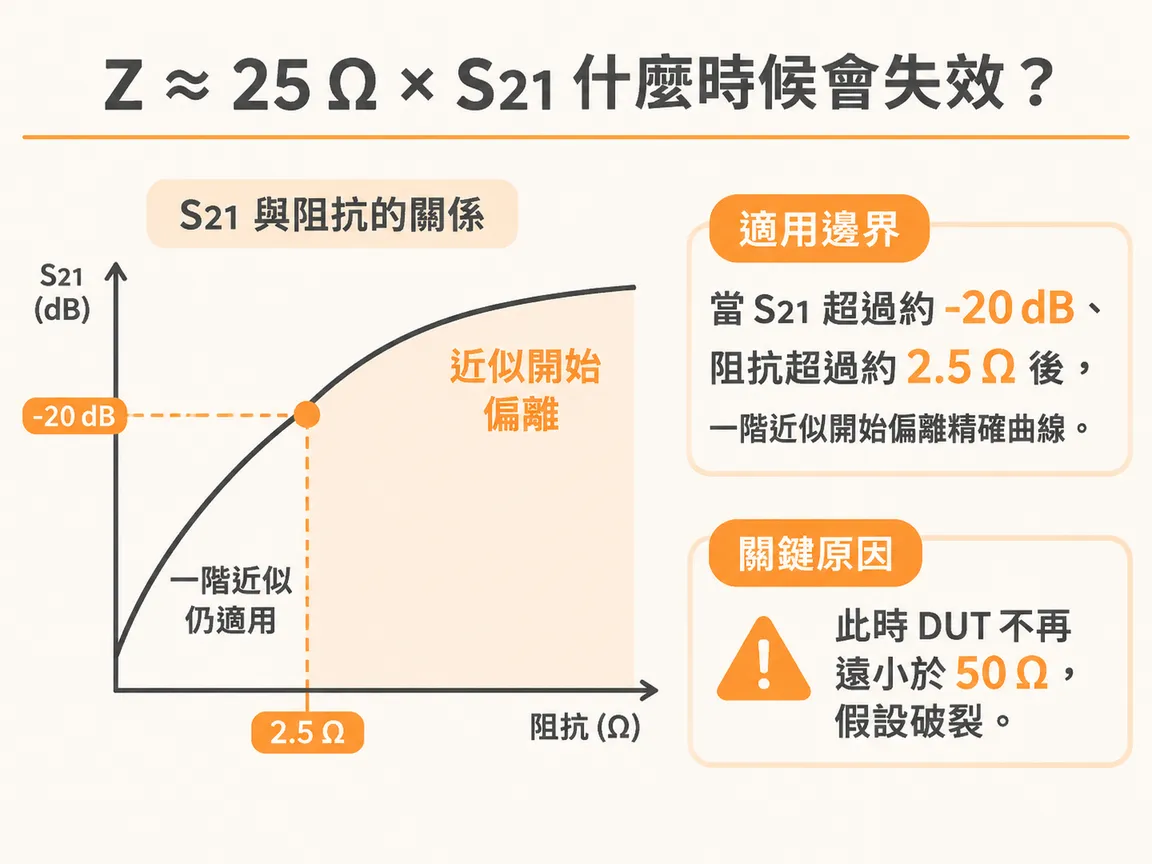 Z ≈ 25 Ω × S21 什麼時候會失效？
S21 與阻抗的關係
S21
(dB)
-20 dB
近似開始
偏離
一階近似
仍適用
2.5 Ω
阻抗 (Ω)
適用邊界
當 S21 超過約 -20 dB、
阻抗超過約 2.5 Ω 後，
一階近似開始偏離精確曲線。
關鍵原因
!
此時 DUT 不再
遠小於 50 Ω，
假設破裂。